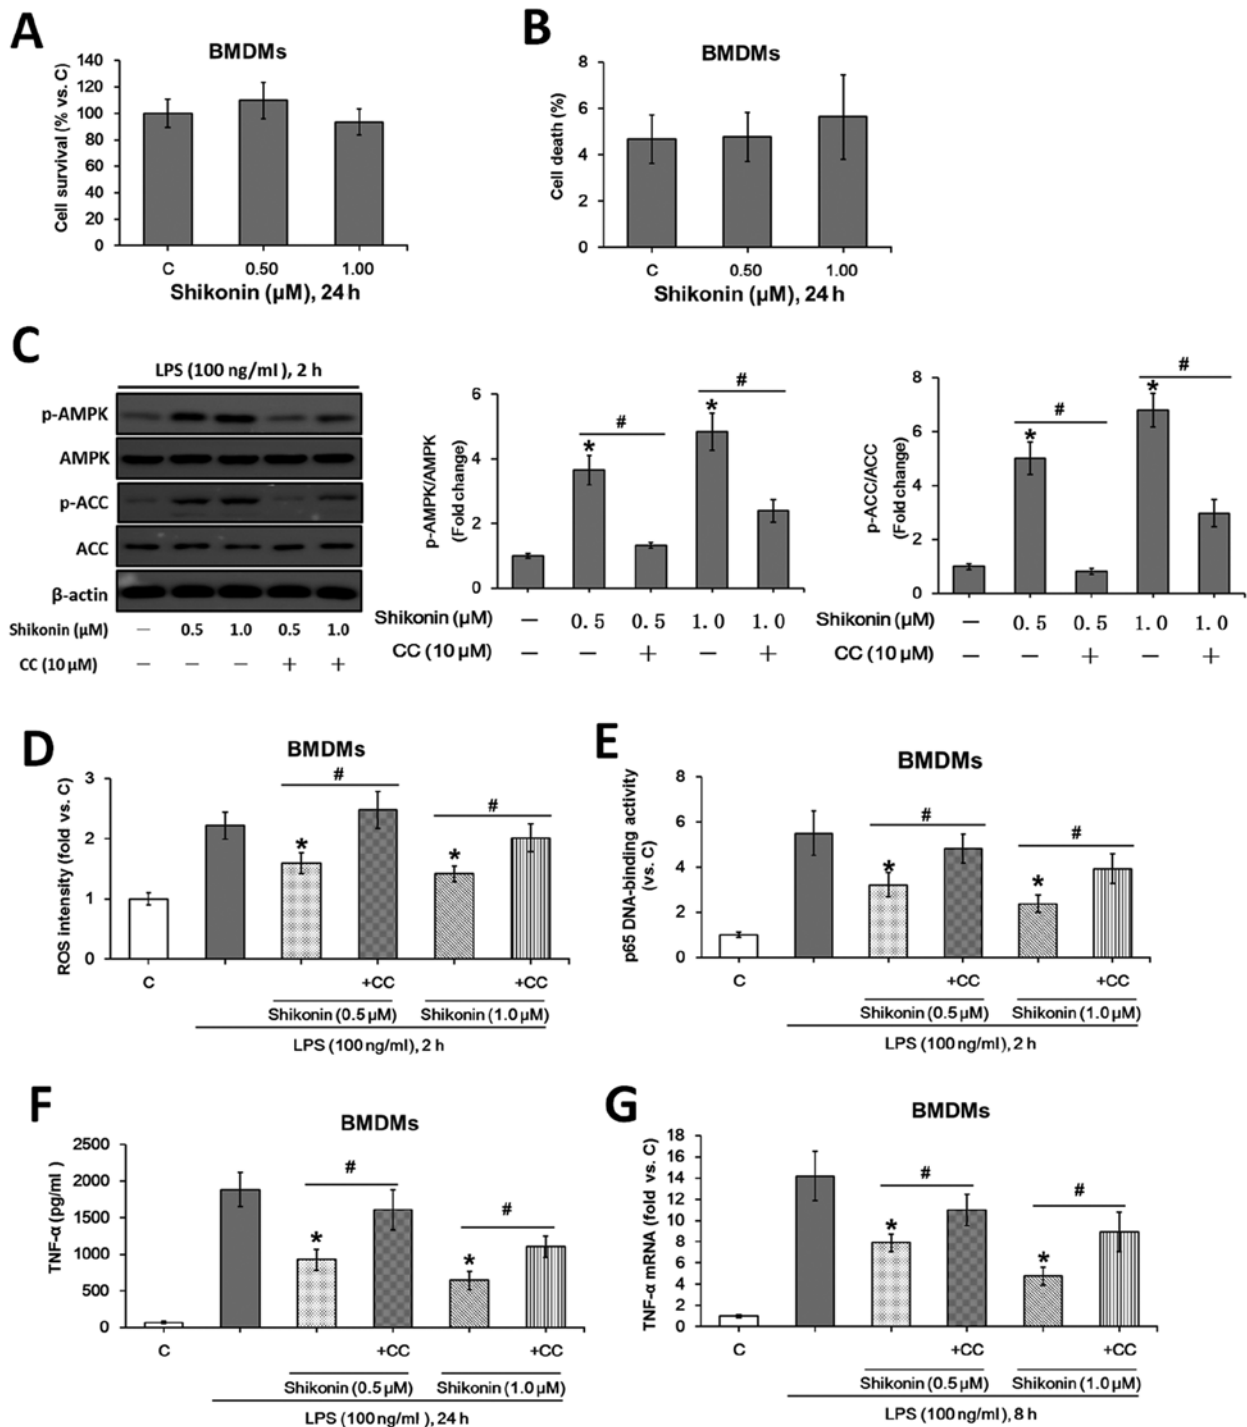 A
BMDMs
Cell survival (% vs. C)
140
120
100
80
60
40
20
0
C 0.50 1.00
Shikonin (μM), 24 h
B
BMDMs
Cell death (%)
8
6
4
2
0
C 0.50 1.00
Shikonin (μM), 24 h
C
LPS (100 ng/ml), 2 h
p-AMPK
AMPK
p-ACC
ACC
β-actin
Shikonin (μM) — 0.5 1.0 0.5 1.0
CC (10 μM) — — — + +
p-AMPK/AMPK
(Fold change)
6
4
2
0
* # * #
Shikonin (μM) — 0.5 0.5 1.0 1.0
CC (10 μM) — — + — +
p-ACC/ACC
(Fold change)
8
6
4
2
0
* # * #
Shikonin (μM) — 0.5 0.5 1.0 1.0
CC (10 μM) — — + — +
D
BMDMs
ROS intensity (fold vs. C)
3
2
1
0
* # * #
C +CC +CC
Shikonin (0.5 μM) Shikonin (1.0 μM)
LPS (100 ng/ml), 2 h
E
BMDMs
p65 DNA-binding activity
(vs. C)
8
6
4
2
0
* # * #
C +CC +CC
Shikonin (0.5 μM) Shikonin (1.0 μM)
LPS (100 ng/ml), 2 h
F
BMDMs
TNF-α (pg/ml)
2500
2000
1500
1000
500
0
* # * #
C +CC +CC
Shikonin (0.5 μM) Shikonin (1.0 μM)
LPS (100 ng/ml), 24 h
G
BMDMs
TNF-α mRNA (fold vs. C)
18
16
14
12
10
8
6
4
2
0
* # * #
C +CC +CC
Shikonin (0.5 μM) Shikonin (1.0 μM)
LPS (100 ng/ml), 8 h